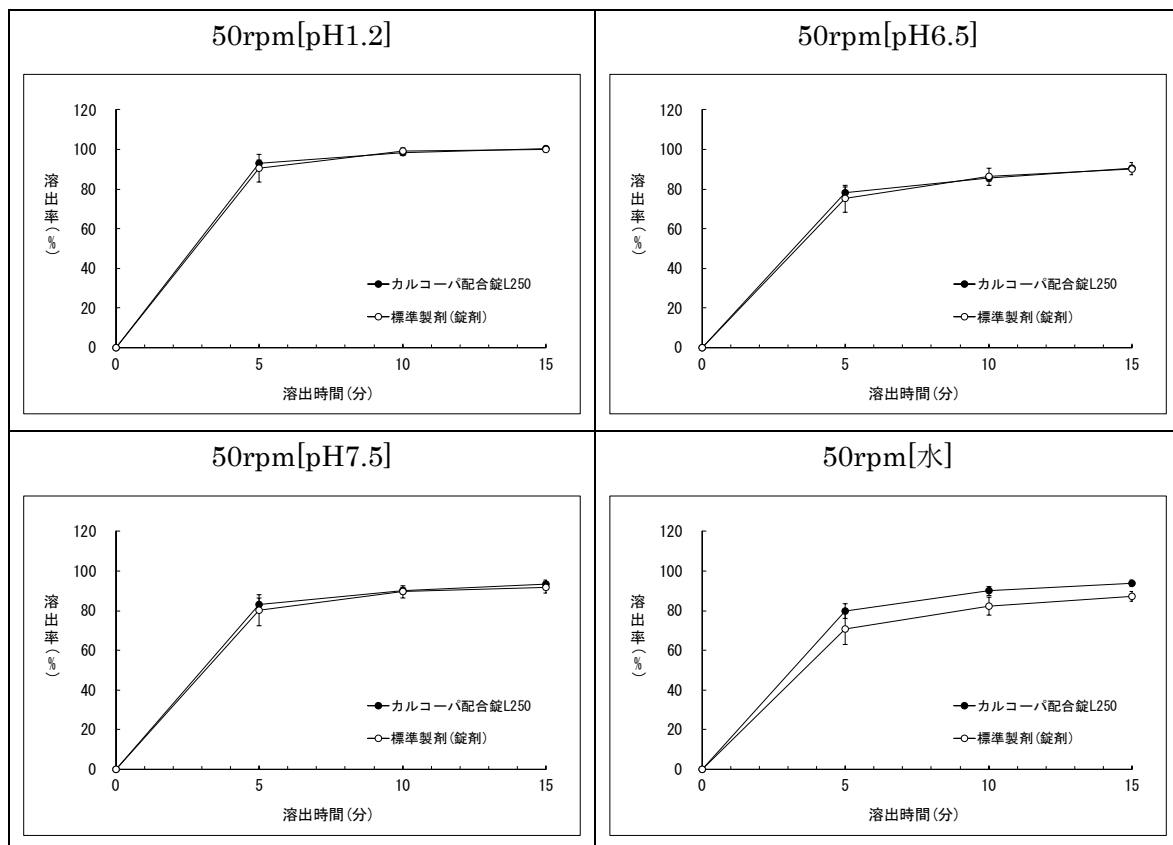 50rpm[pH1.2]
120
100
80
60
40
20
0
溶出率(%)
カルコーパ配合錠L250
標準製剤(錠剤)
0 5 10 15
溶出時間(分)
50rpm[pH6.5]
120
100
80
60
40
20
0
溶出率(%)
カルコーパ配合錠L250
標準製剤(錠剤)
0 5 10 15
溶出時間(分)
50rpm[pH7.5]
120
100
80
60
40
20
0
溶出率(%)
カルコーパ配合錠L250
標準製剤(錠剤)
0 5 10 15
溶出時間(分)
50rpm[水]
120
100
80
60
40
20
0
溶出率(%)
カルコーパ配合錠L250
標準製剤(錠剤)
0 5 10 15
溶出時間(分)